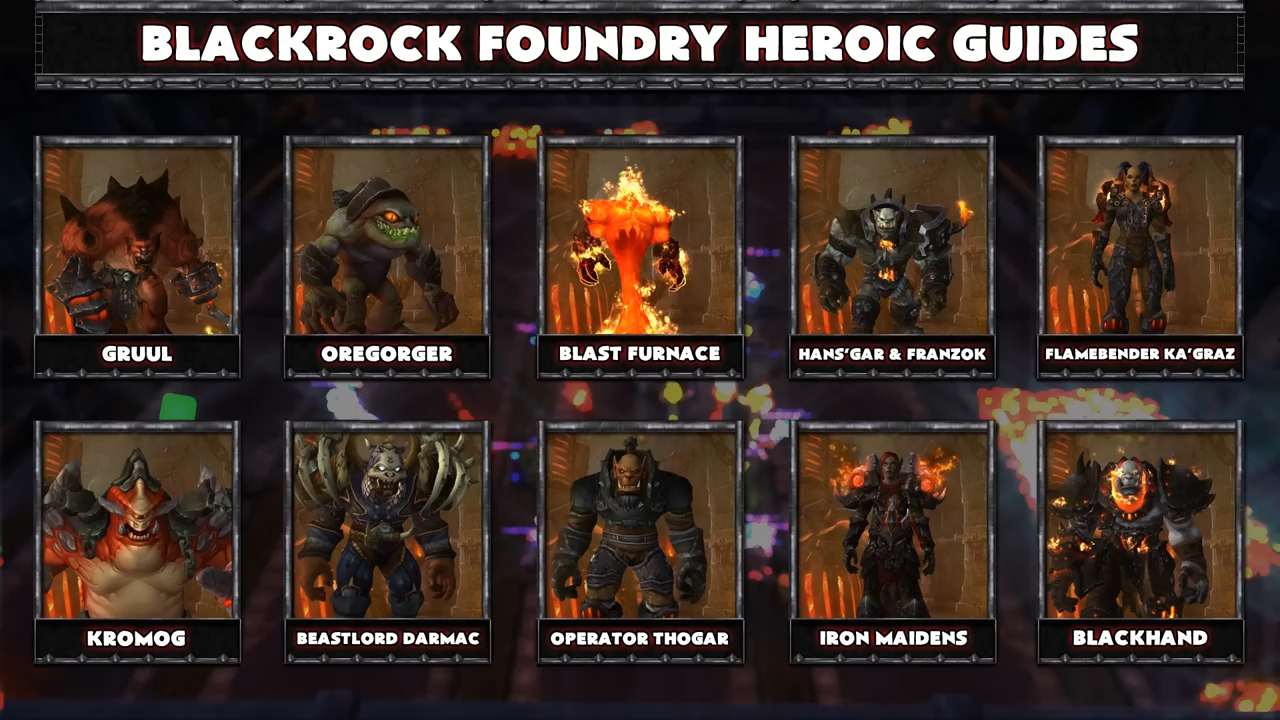 BLACKROCK FOUNDRY HEROIC GUIDES
GRUUL
OREGORGER
BLAST FURNACE
HANS'GAR & FRANZOK
FLAMEBENDER KA'GRAZ
KROMOG
BEASTLORD DARMAC
OPERATOR THOGAR
IRON MAIDENS
BLACKHAND